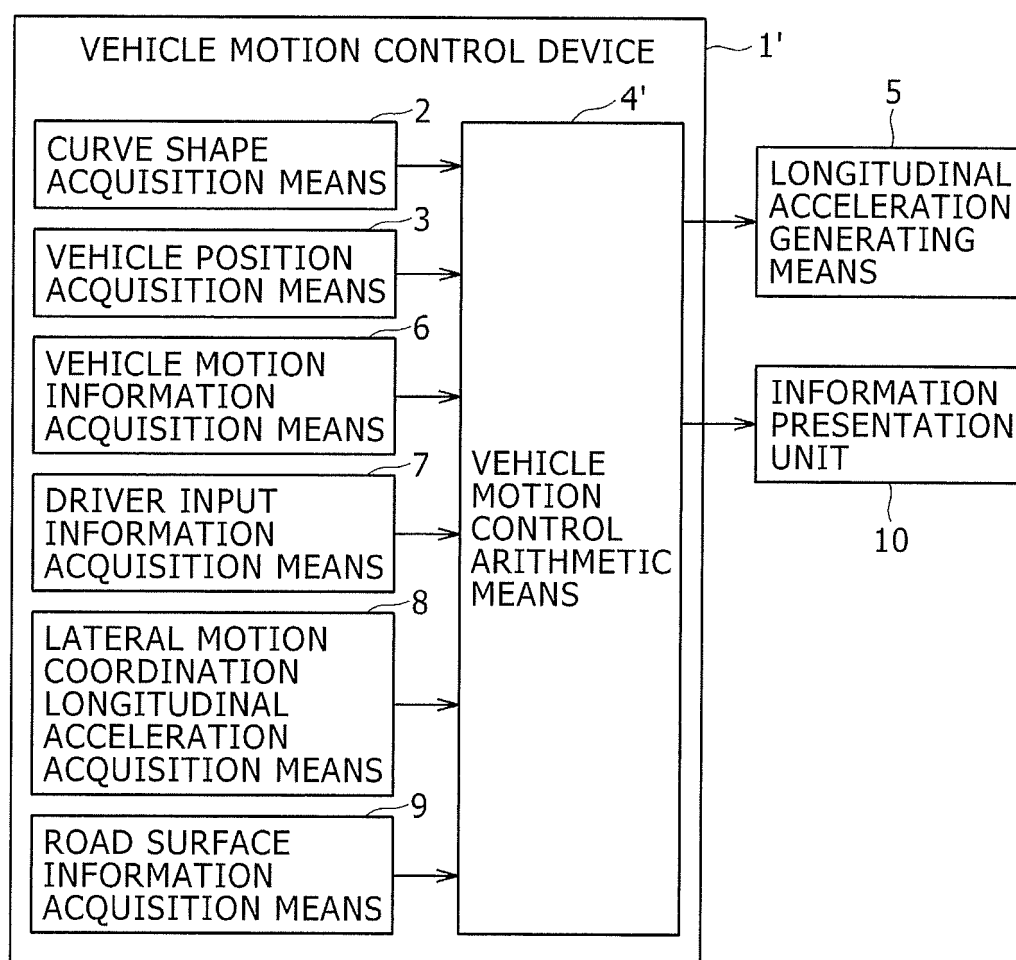 VEHICLE MOTION CONTROL DEVICE
1'
2
CURVE SHAPE
ACQUISITION MEANS
3
VEHICLE POSITION
ACQUISITION MEANS
6
VEHICLE MOTION
INFORMATION
ACQUISITION MEANS
7
DRIVER INPUT
INFORMATION
ACQUISITION MEANS
8
LATERAL MOTION
COORDINATION
LONGITUDINAL
ACCELERATION
ACQUISITION MEANS
9
ROAD SURFACE
INFORMATION
ACQUISITION MEANS
4'
VEHICLE
MOTION
CONTROL
ARITHMETIC
MEANS
5
LONGITUDINAL
ACCELERATION
GENERATING
MEANS
INFORMATION
PRESENTATION
UNIT
10